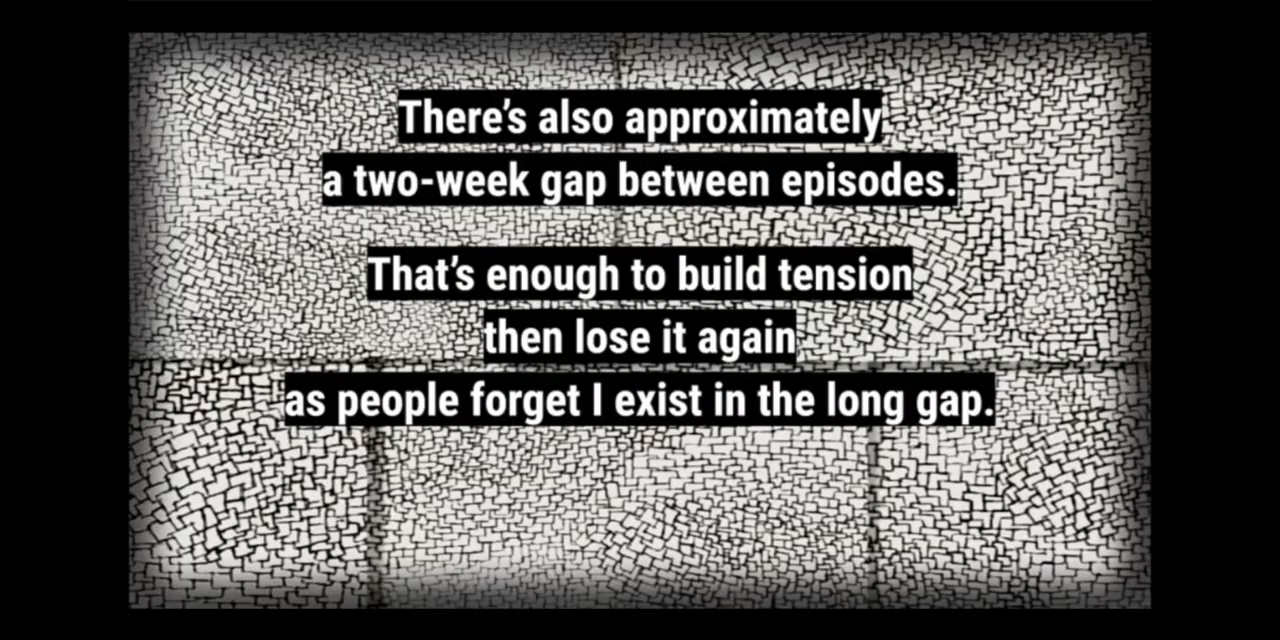 There’s also approximately
a two-week gap between episodes.
That’s enough to build tension
then lose it again
as people forget I exist in the long gap.